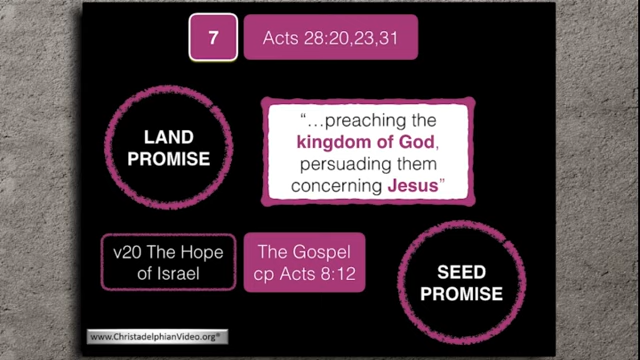 7
Acts 28:20,23,31
LAND
PROMISE
“…preaching the
kingdom of God,
persuading them
concerning Jesus”
v20 The Hope
of Israel
The Gospel
cp Acts 8:12
SEED
PROMISE
www.ChristadelphianVideo.org®